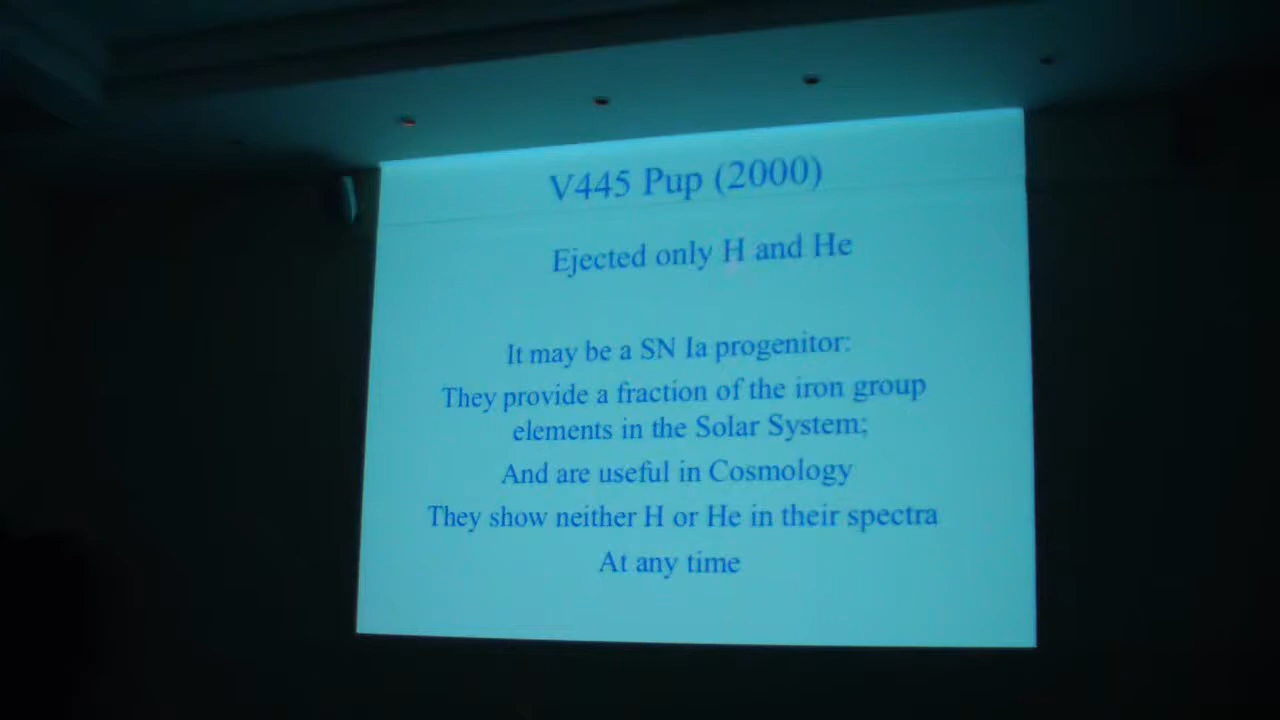 V445 Pup (2000)
Ejected only H and He
It may be a SN Ia progenitor:
They provide a fraction of the iron group
elements in the Solar System;
And are useful in Cosmology
They show neither H or He in their spectra
At any time